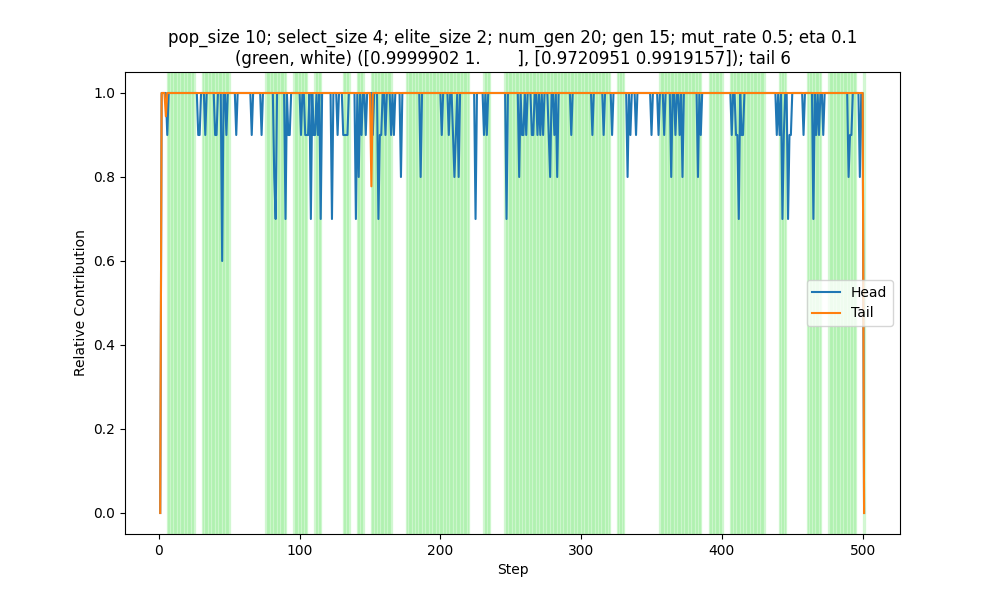 pop_size 10; select_size 4; elite_size 2; num_gen 20; gen 15; mut_rate 0.5; eta 0.1
(green, white) ([0.9999902 1.       ], [0.9720951 0.9919157]); tail 6
1.0
0.8
0.6
0.4
0.2
0.0
Relative Contribution
Head
Tail
0
100
200
300
400
500
Step